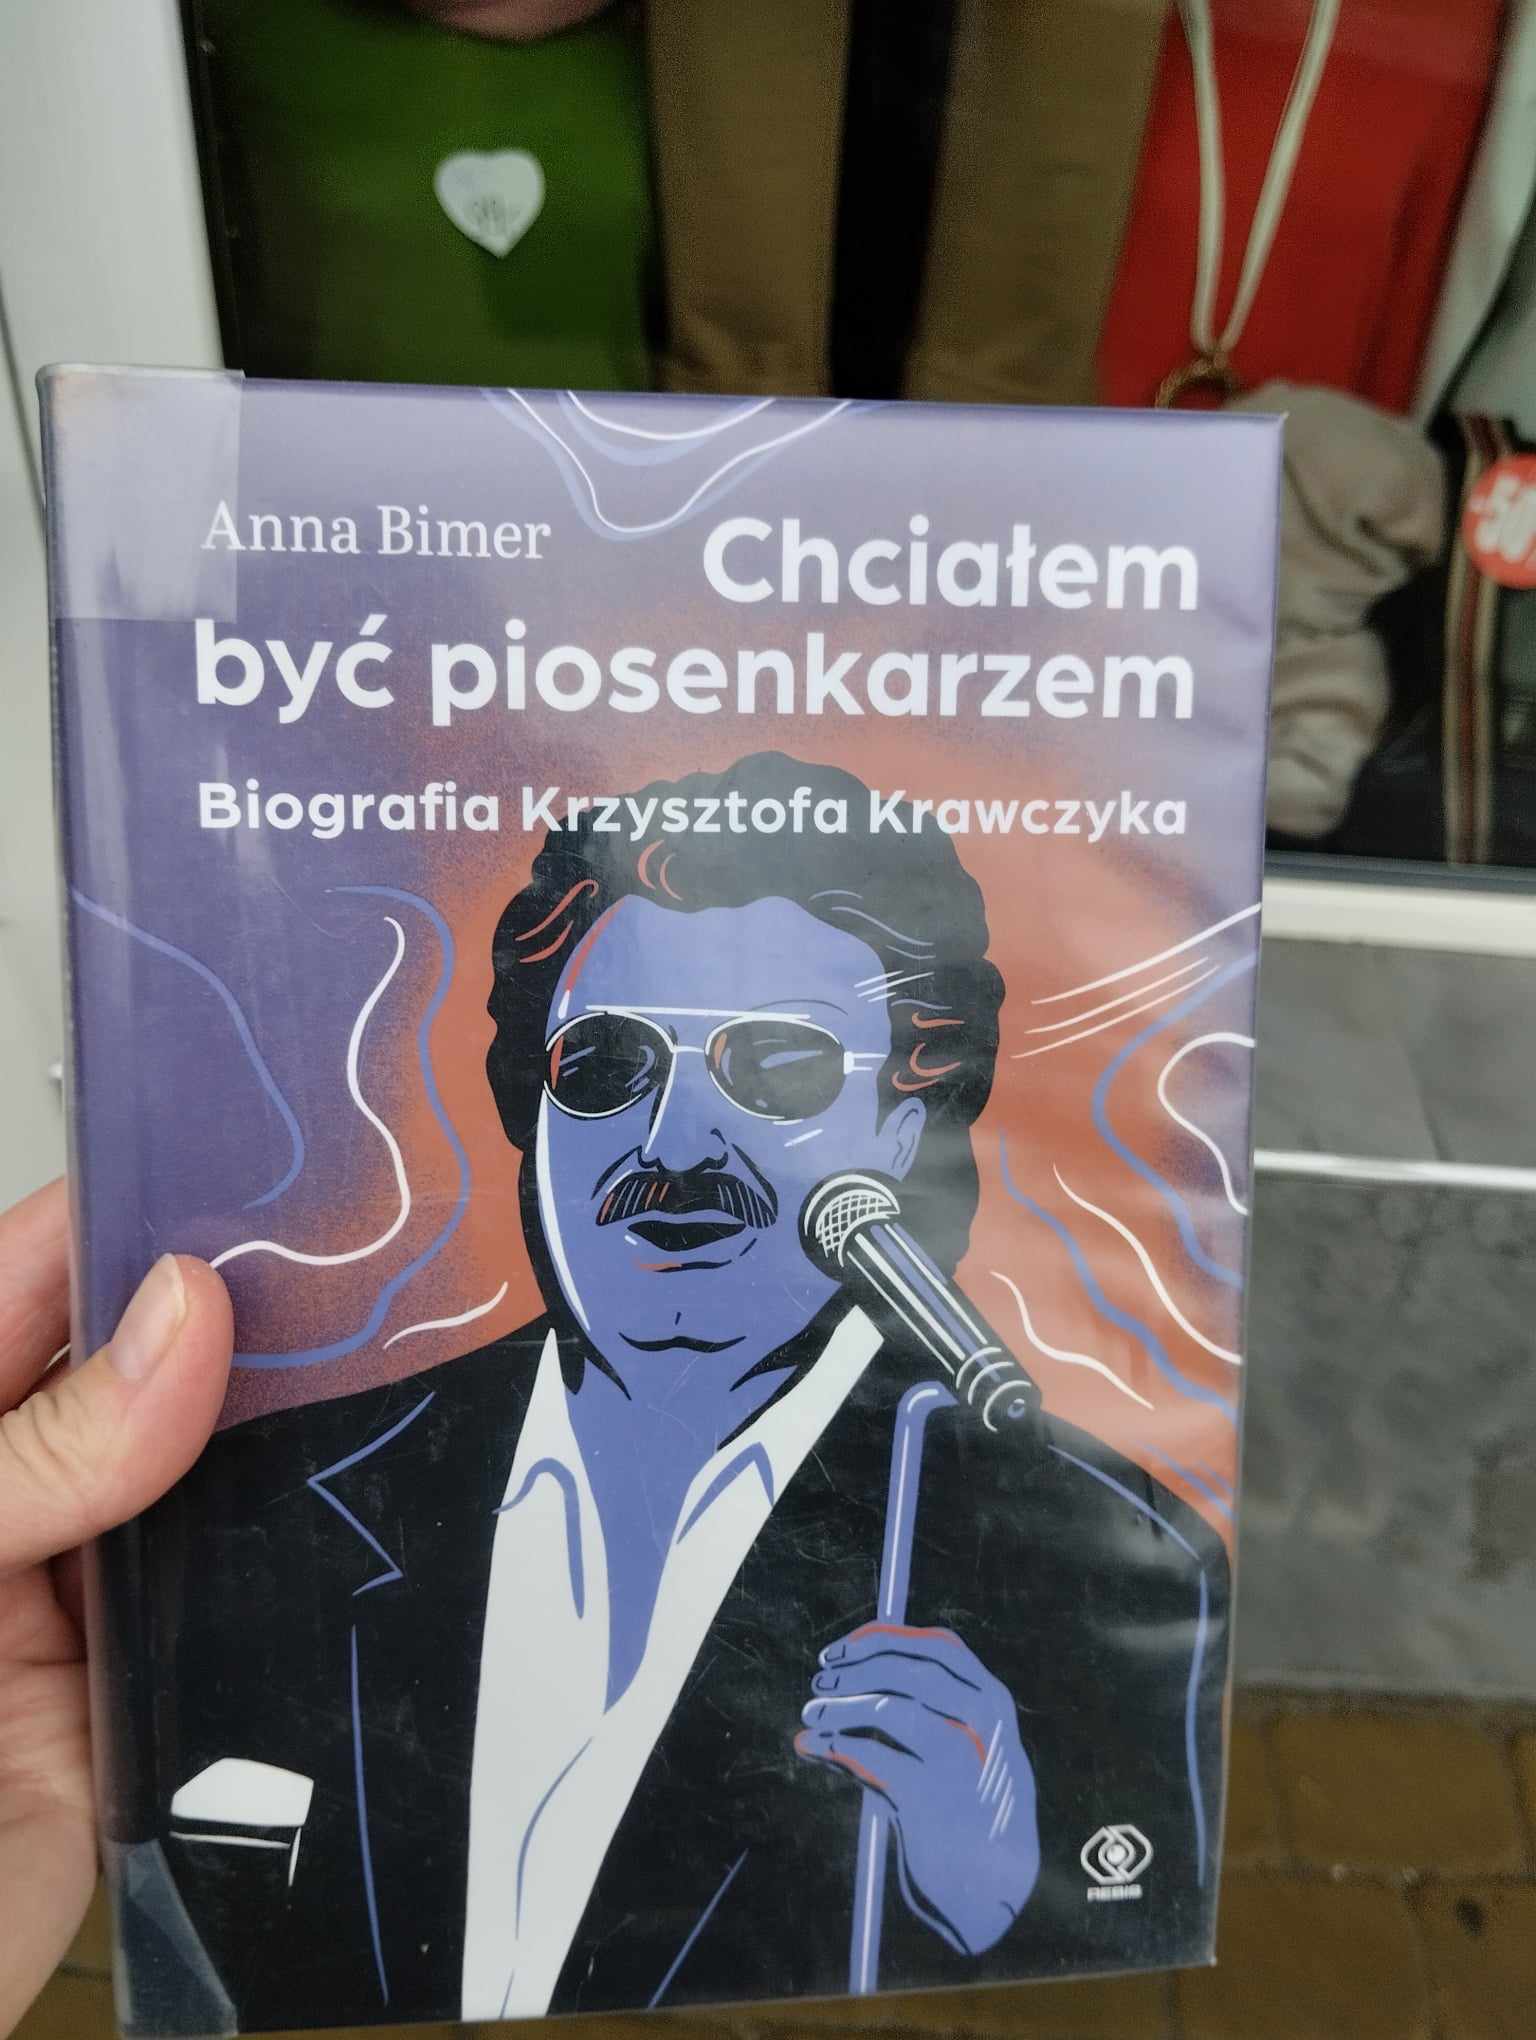 Anna Bimer
Chciałem
być piosenkarzem
Biografia Krzysztofa Krawczyka
REBIS